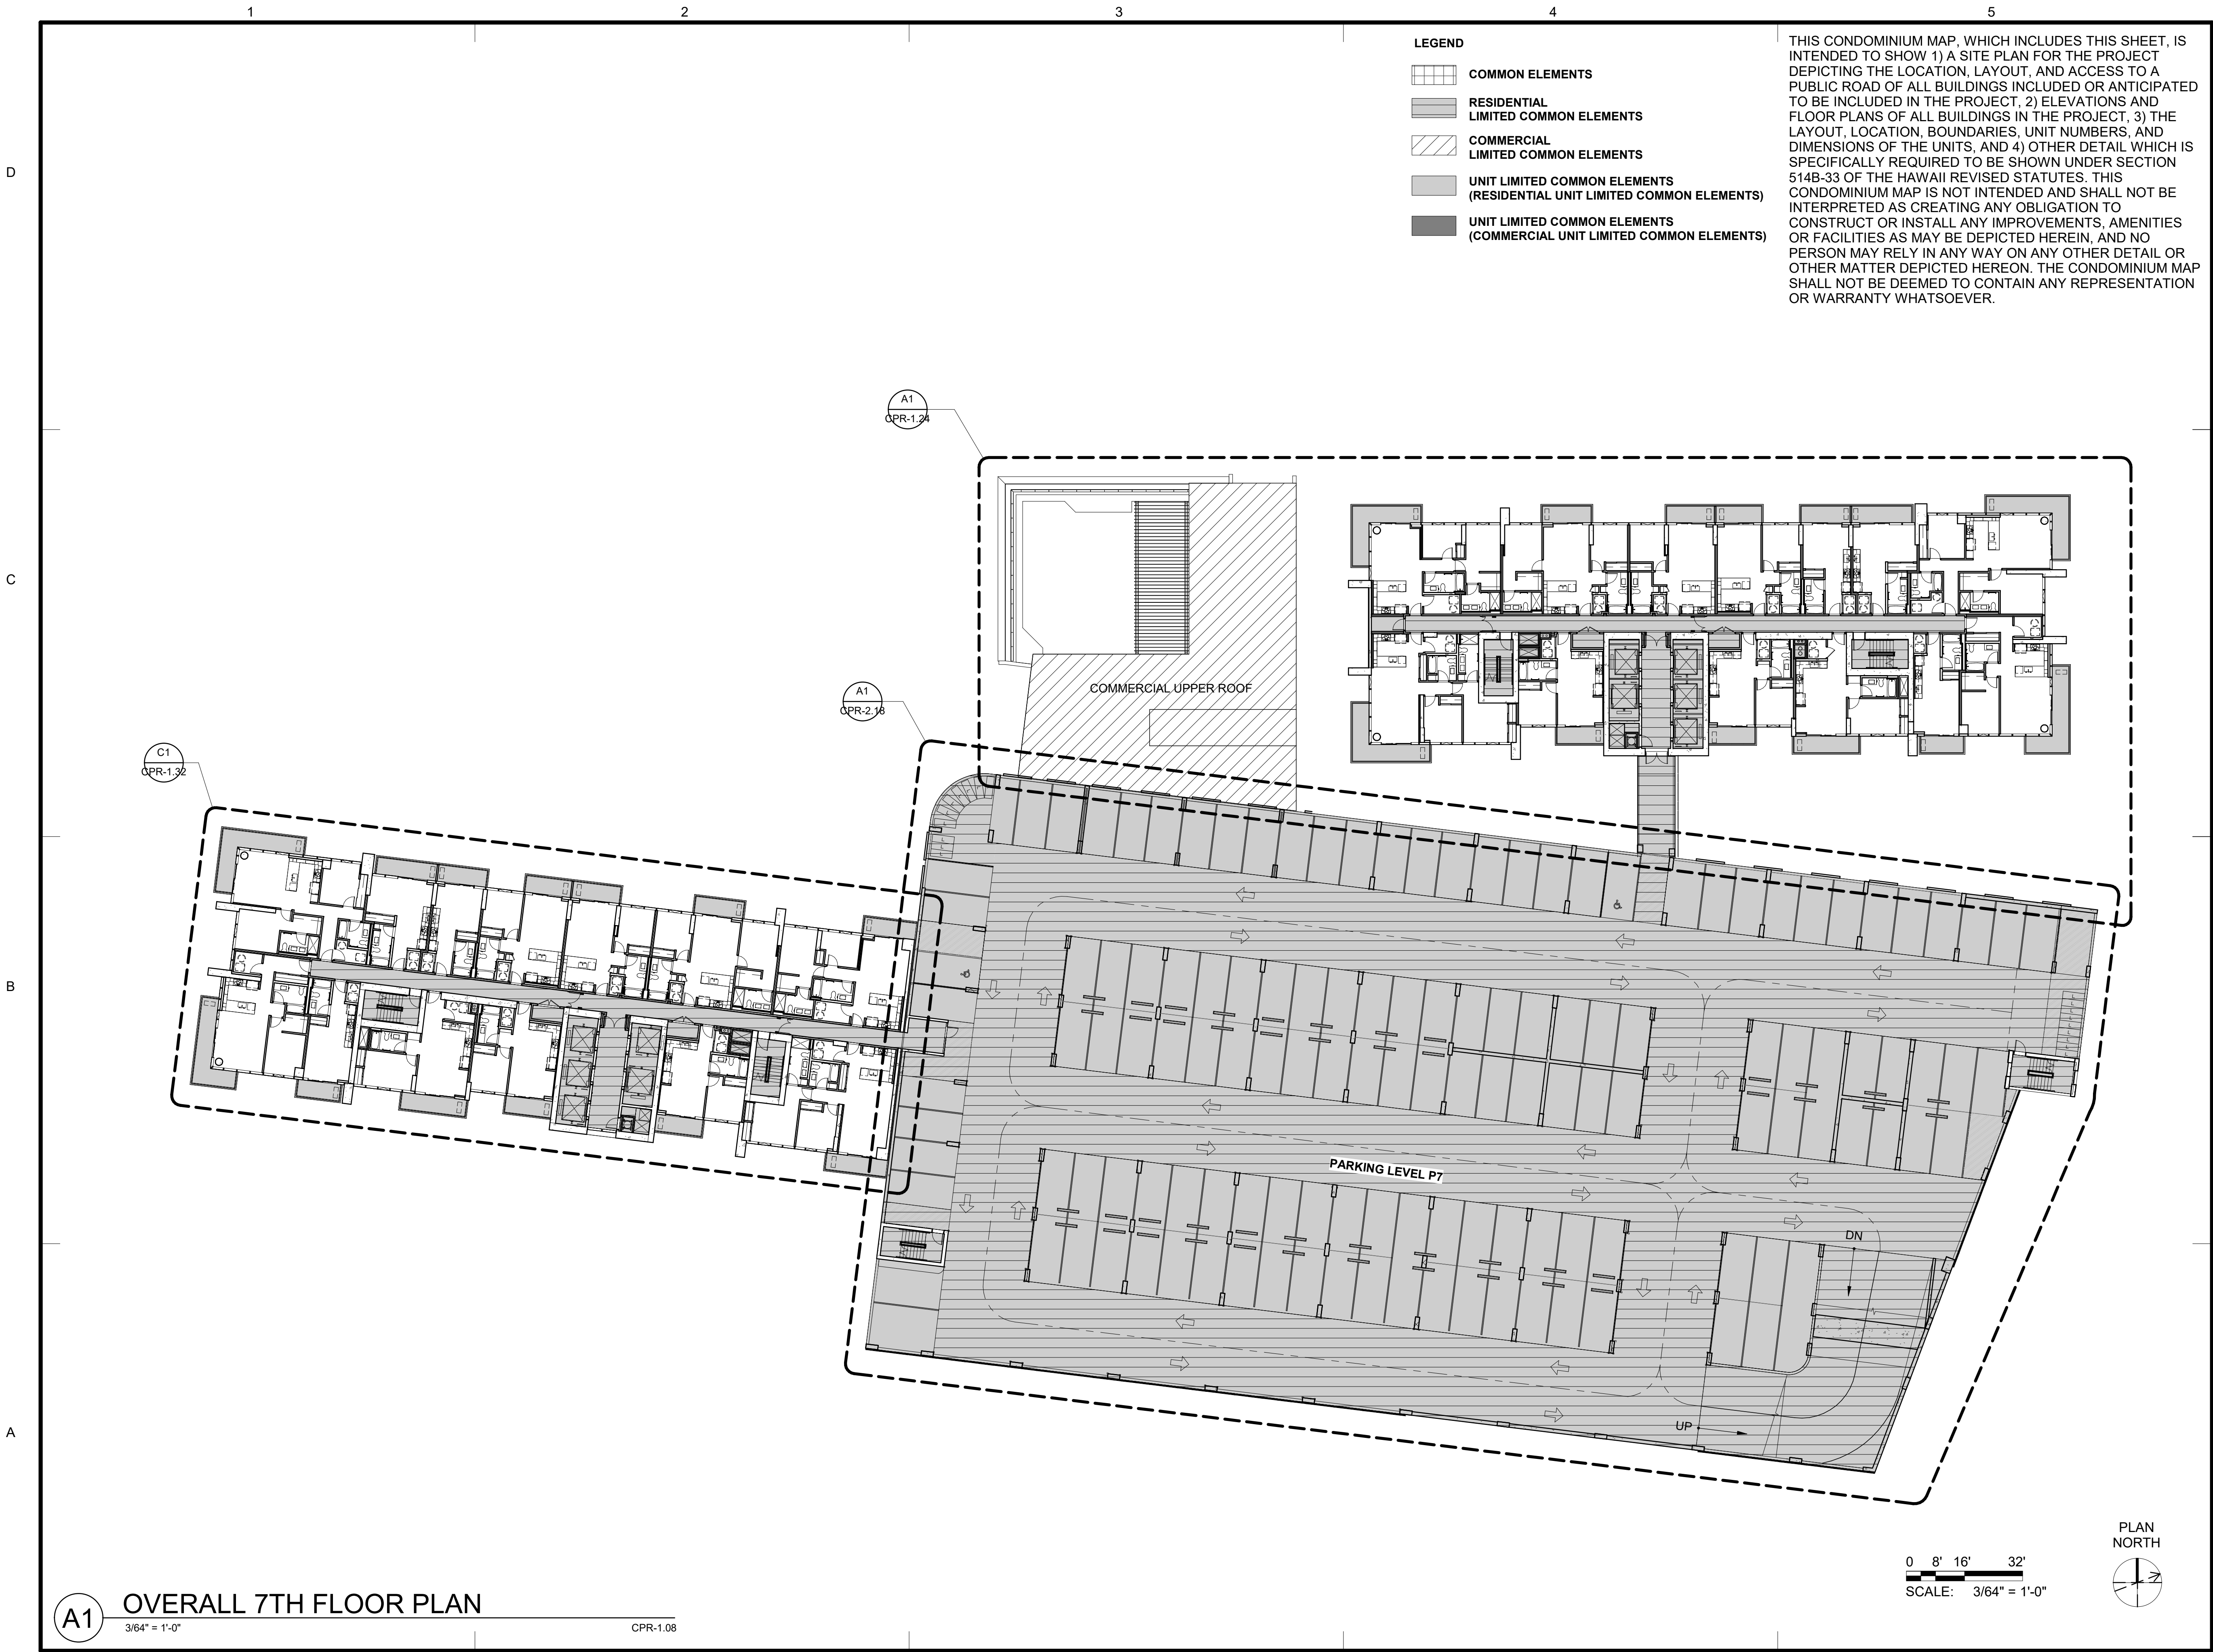 1 2 3 4 5
D
C
B
A
LEGEND
COMMON ELEMENTS
RESIDENTIAL
LIMITED COMMON ELEMENTS
COMMERCIAL
LIMITED COMMON ELEMENTS
UNIT LIMITED COMMON ELEMENTS
(RESIDENTIAL UNIT LIMITED COMMON ELEMENTS)
UNIT LIMITED COMMON ELEMENTS
(COMMERCIAL UNIT LIMITED COMMON ELEMENTS)
THIS CONDOMINIUM MAP, WHICH INCLUDES THIS SHEET, IS
INTENDED TO SHOW 1) A SITE PLAN FOR THE PROJECT
DEPICTING THE LOCATION, LAYOUT, AND ACCESS TO A
PUBLIC ROAD OF ALL BUILDINGS INCLUDED OR ANTICIPATED
TO BE INCLUDED IN THE PROJECT, 2) ELEVATIONS AND
FLOOR PLANS OF ALL BUILDINGS IN THE PROJECT, 3) THE
LAYOUT, LOCATION, BOUNDARIES, UNIT NUMBERS, AND
DIMENSIONS OF THE UNITS, AND 4) OTHER DETAIL WHICH IS
SPECIFICALLY REQUIRED TO BE SHOWN UNDER SECTION
514B-33 OF THE HAWAII REVISED STATUTES. THIS
CONDOMINIUM MAP IS NOT INTENDED AND SHALL NOT BE
INTERPRETED AS CREATING ANY OBLIGATION TO
CONSTRUCT OR INSTALL ANY IMPROVEMENTS, AMENITIES
OR FACILITIES AS MAY BE DEPICTED HEREIN, AND NO
PERSON MAY RELY IN ANY WAY ON ANY OTHER DETAIL OR
OTHER MATTER DEPICTED HEREON. THE CONDOMINIUM MAP
SHALL NOT BE DEEMED TO CONTAIN ANY REPRESENTATION
OR WARRANTY WHATSOEVER.
A1
CPR-1.24
COMMERCIAL UPPER ROOF
A1
CPR-2.18
C1
CPR-1.32
PARKING LEVEL P7
DN
UP
PLAN
NORTH
0 8' 16' 32'
SCALE: 3/64" = 1'-0"
A1
OVERALL 7TH FLOOR PLAN
3/64" = 1'-0" CPR-1.08